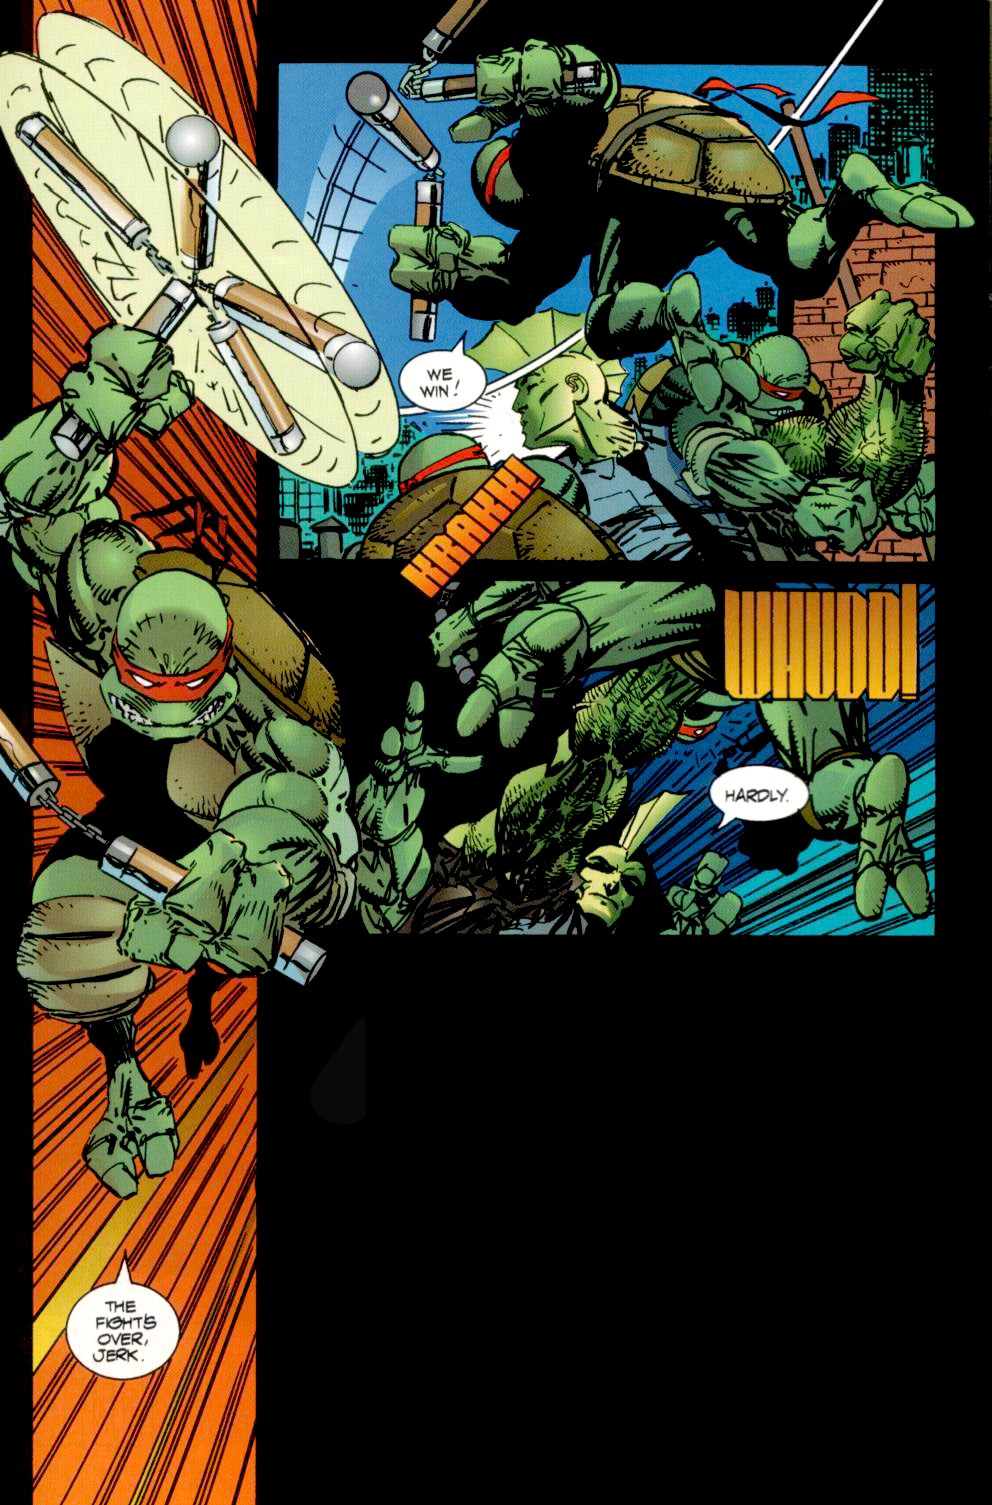 THE
FIGHT'S
OVER,
JERK.
WE
WIN!
KRAKK!
WHUDD!
HARDLY.